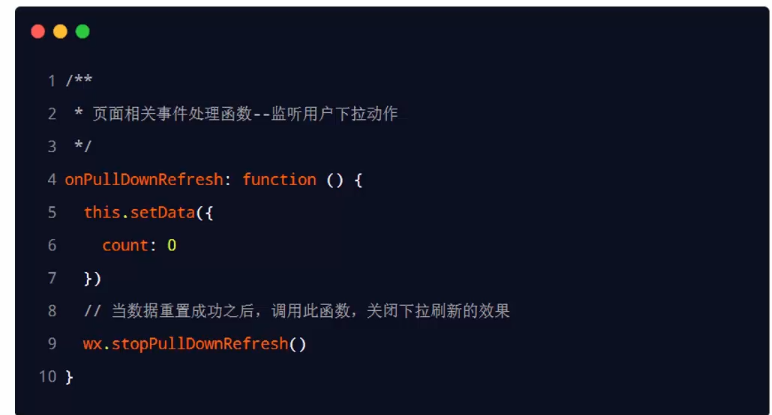 1 /**
2  * 页面相关事件处理函数--监听用户下拉动作
3  */
4 onPullDownRefresh: function () {
5   this.setData({
6     count: 0
7   })
8   // 当数据重置成功之后，调用此函数，关闭下拉刷新的效果
9   wx.stopPullDownRefresh()
10 }